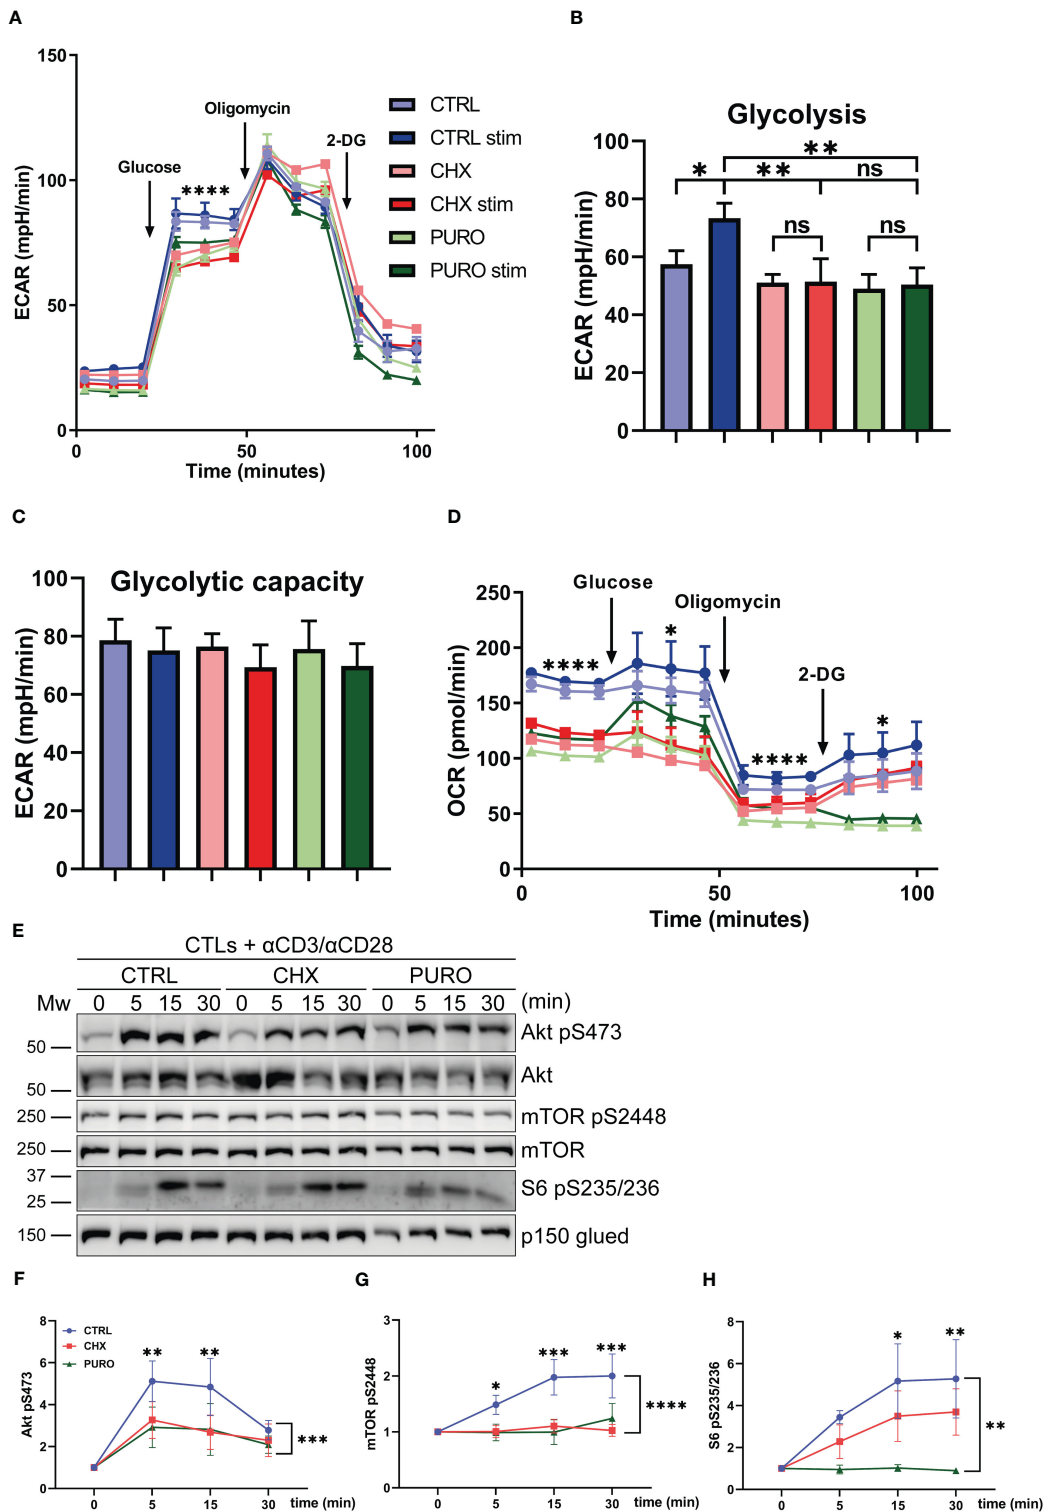 A
150
100
50
0
ECAR (mpH/min)
Glucose
Oligomycin
2-DG
****
0
50
100
Time (minutes)
CTRL
CTRL stim
CHX
CHX stim
PURO
PURO stim
B
Glycolysis
100
80
60
40
20
0
ECAR (mpH/min)
**
*
**
ns
ns
ns
C
Glycolytic capacity
100
80
60
40
20
0
ECAR (mpH/min)
D
250
200
150
100
50
0
OCR (pmol/min)
Glucose
Oligomycin
2-DG
****
*
****
*
0
50
100
Time (minutes)
E
CTLs + αCD3/αCD28
CTRL CHX PURO
Mw 0 5 15 30 0 5 15 30 0 5 15 30 (min)
50 Akt pS473
50 Akt
250 mTOR pS2448
250 mTOR
37
25 S6 pS235/236
150 p150 glued
F
8
6
4
2
0
Akt pS473
CTRL
CHX
PURO
**
**
***
0 5 15 30 time (min)
G
3
2
1
0
mTOR pS2448
*
***
***
****
0 5 15 30 time (min)
H
8
6
4
2
0
S6 pS235/236
*
**
**
0 5 15 30 time (min)